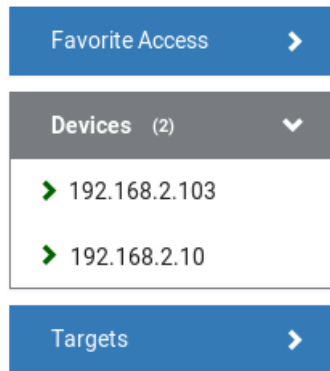 Favorite Access
Devices (2)
192.168.2.103
192.168.2.10
Targets